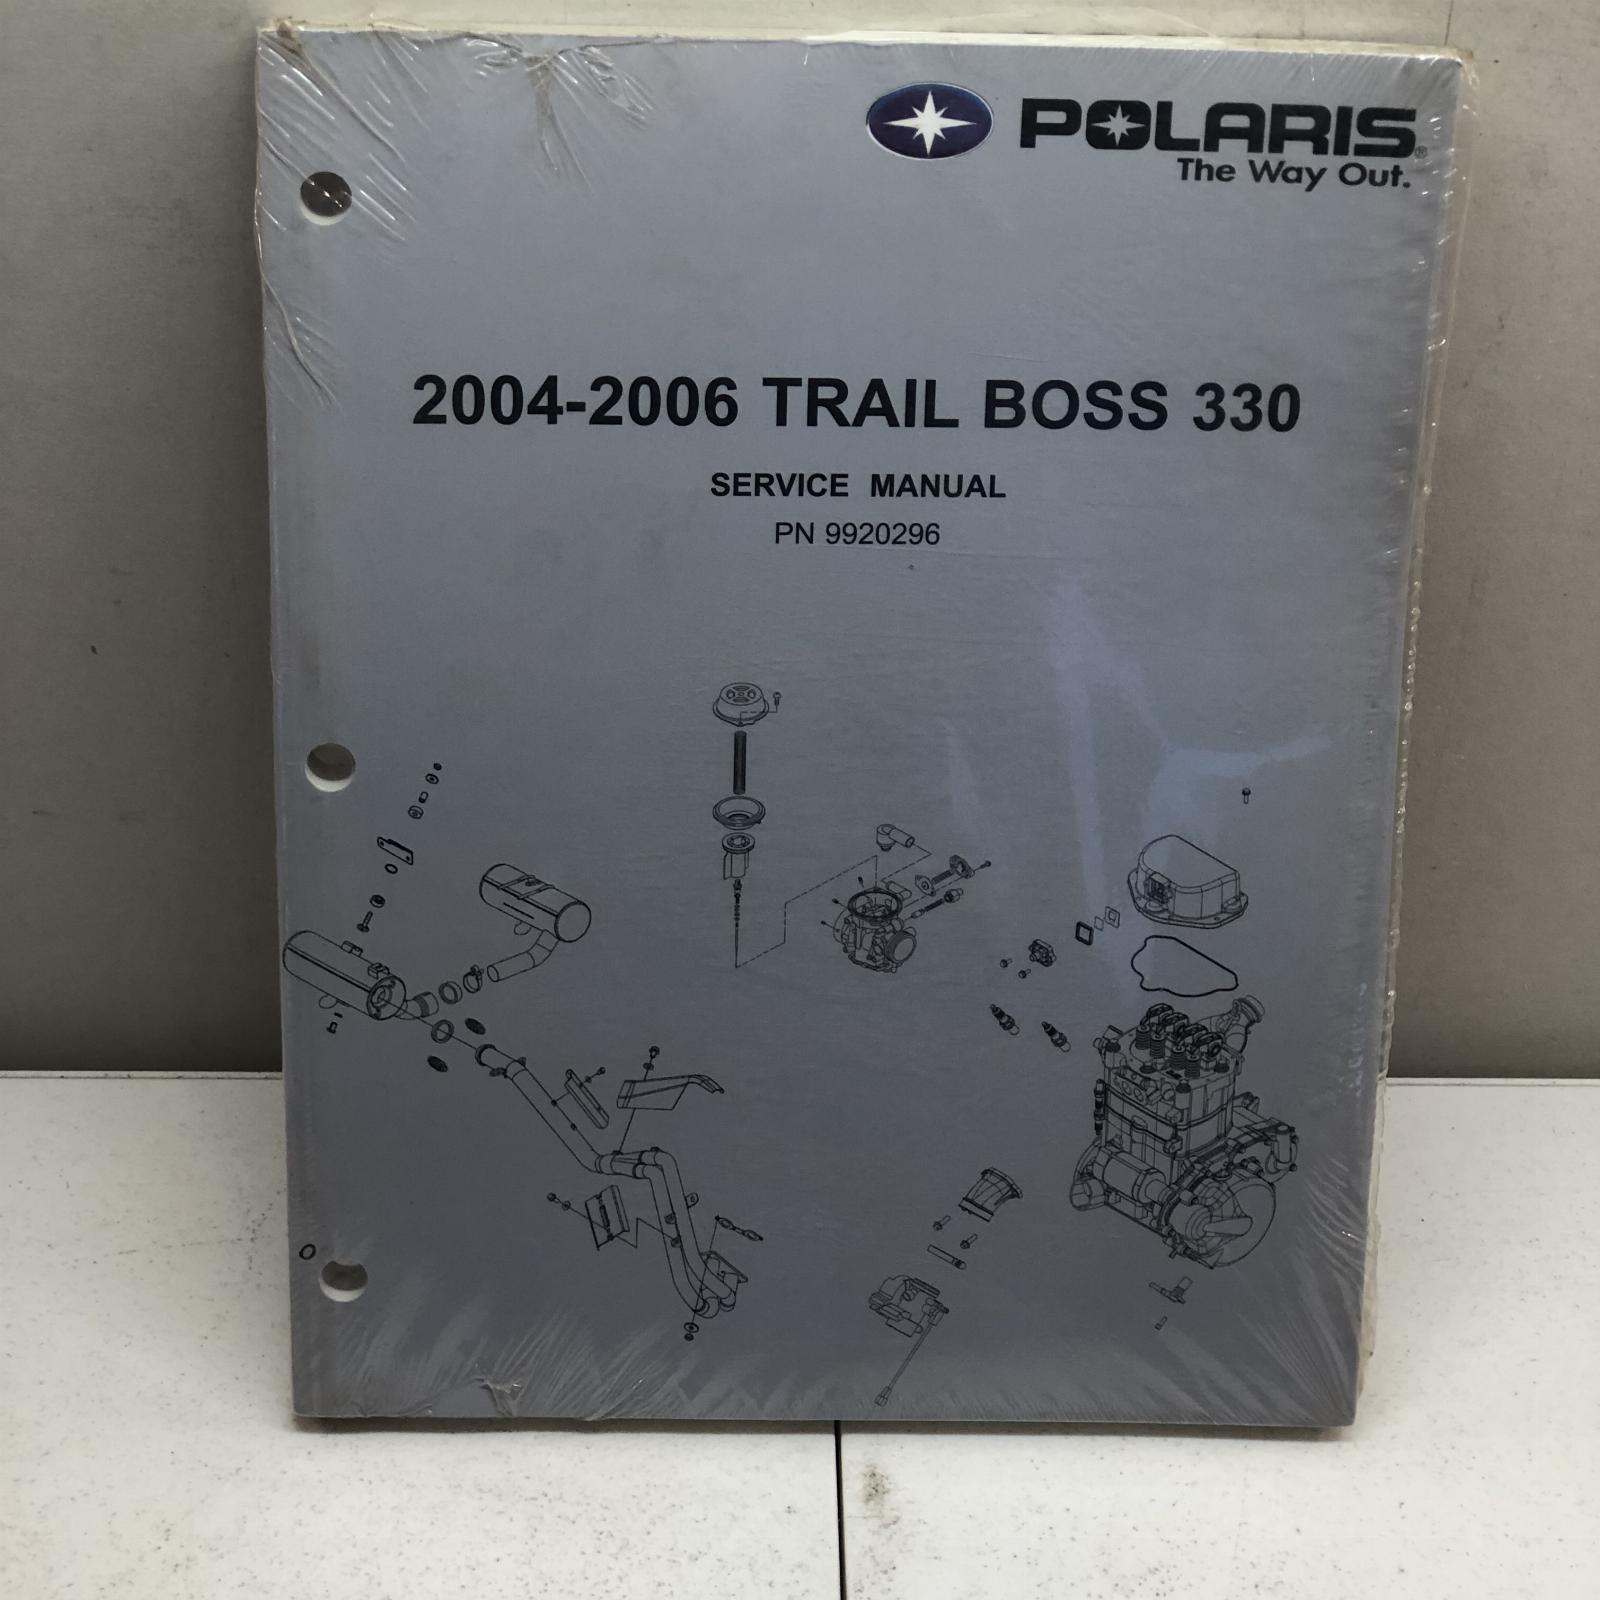 POLARIS®
The Way Out.
2004-2006 TRAIL BOSS 330
SERVICE MANUAL
PN 9920296